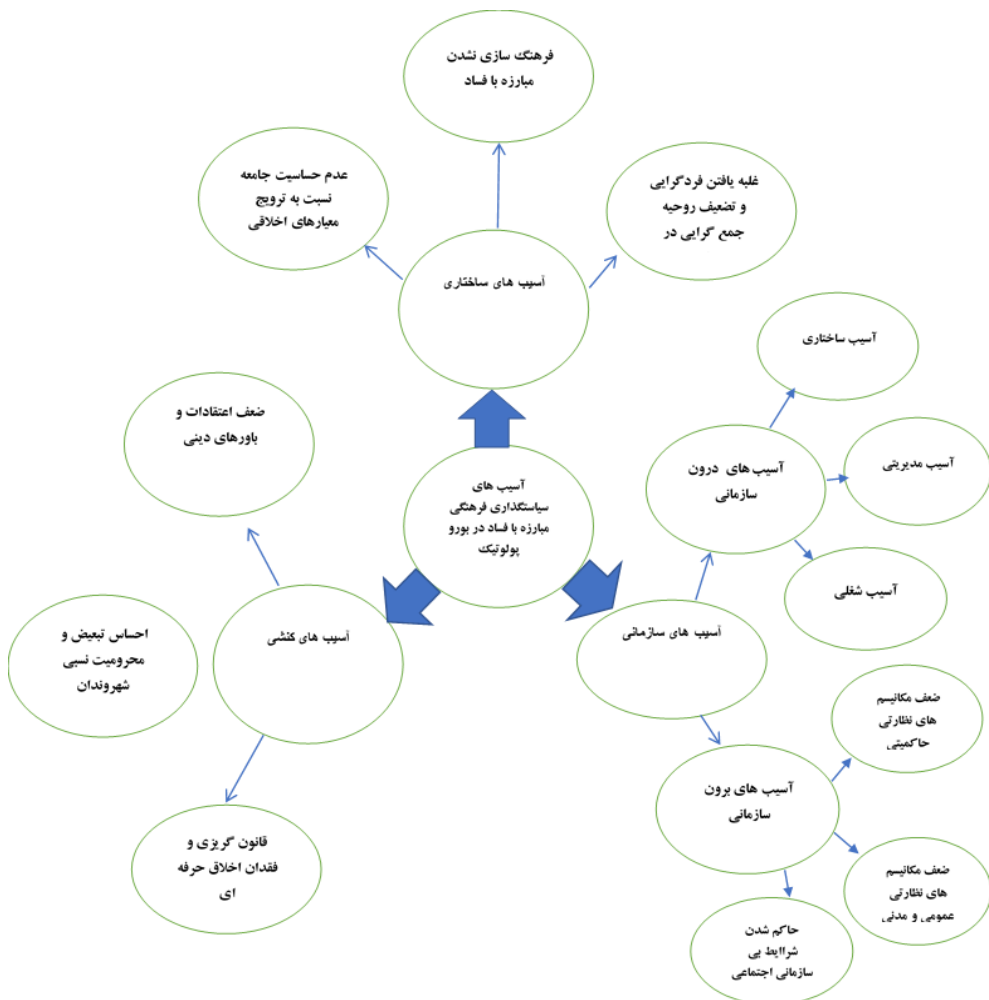 فرهنگ سازی نشدن
مبارزه با فساد
عدم حساسیت جامعه
نسبت به ترویج
معیارهای اخلاقی
غلبه یافتن فردگرایی
و تضعیف روحیه
جمع گرایی در
آسیب های ساختاری
آسیب ساختاری
ضعف اعتقادات و
باورهای دینی
آسیب های درون
سازمانی
آسیب مدیریتی
آسیب های
سیاستگذاری فرهنگی
مبارزه با فساد در بورو
پولوتیک
آسیب شغلی
احساس تبعیض و
محرومیت نسبی
شهروندان
آسیب های کنشی
آسیب های سازمانی
ضعف مکانیسم
های نظارتی
حاکمیتی
آسیب های برون
سازمانی
قانون گریزی و
فقدان اخلاق حرفه
ای
ضعف مکانیسم
های نظارتی
عمومی و مدنی
حاکم شدن
شراایط بی
سازمانی اجتماعی